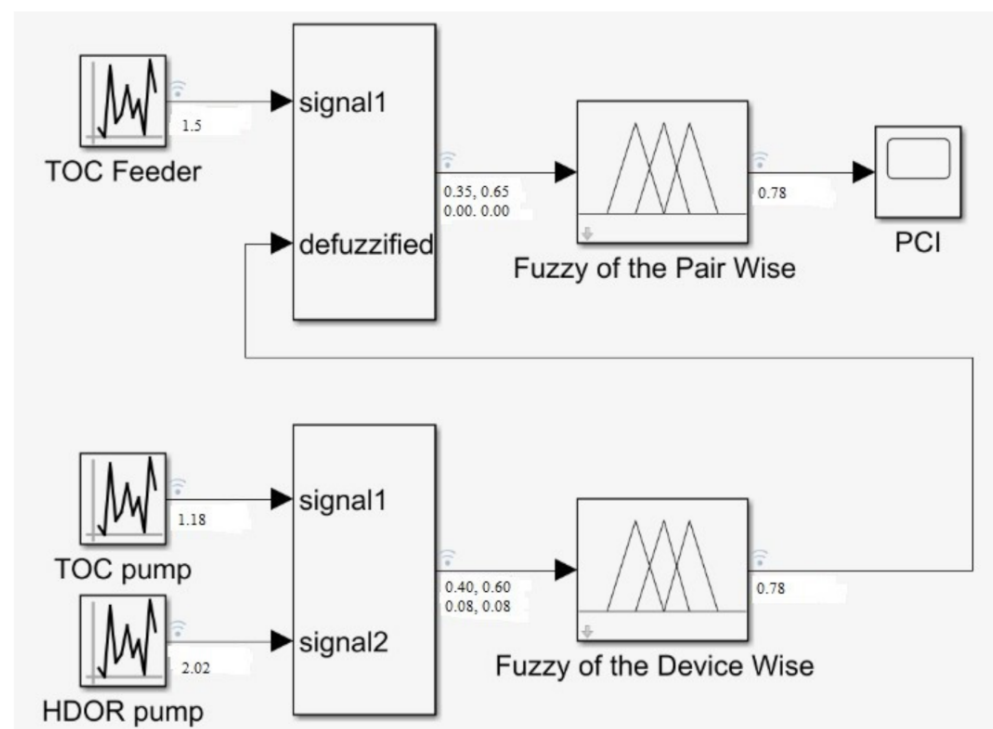 signal1
1.5
TOC Feeder
0.35, 0.65
0.00. 0.00
0.78
defuzzified
PCI
Fuzzy of the Pair Wise
signal1
1.18
TOC pump
0.40, 0.60
0.08, 0.08
0.78
signal2
2.02
Fuzzy of the Device Wise
HDOR pump